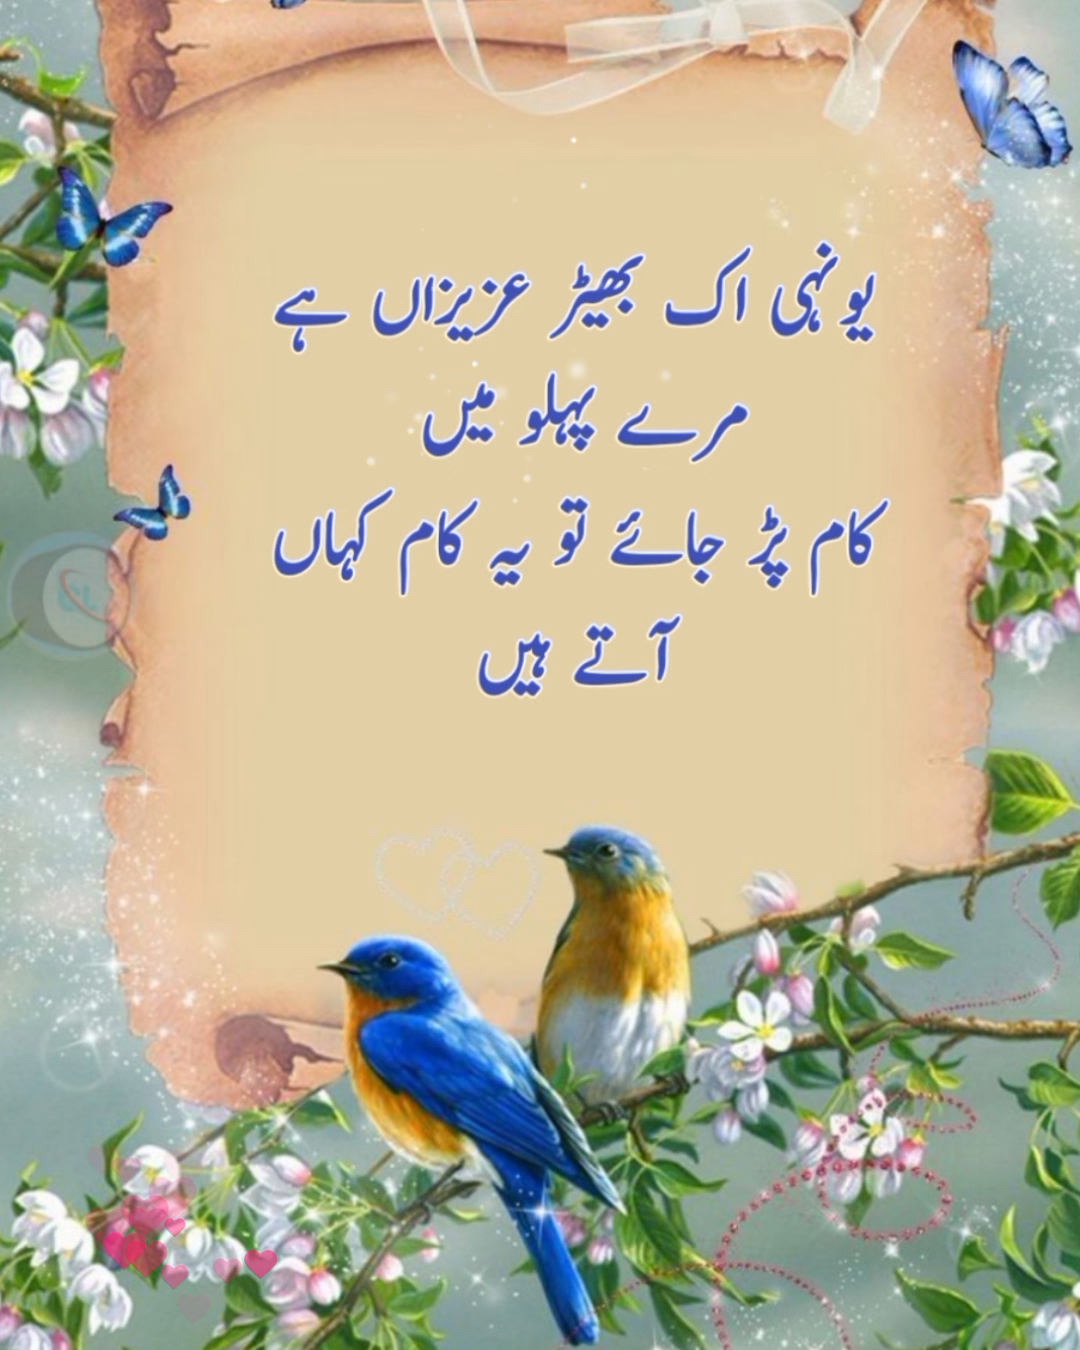 یونہی اک بھیڑ عزیزاں ہے
مرے پہلو میں
کام پڑ جائے تو یہ کام کہاں
آتے ہیں